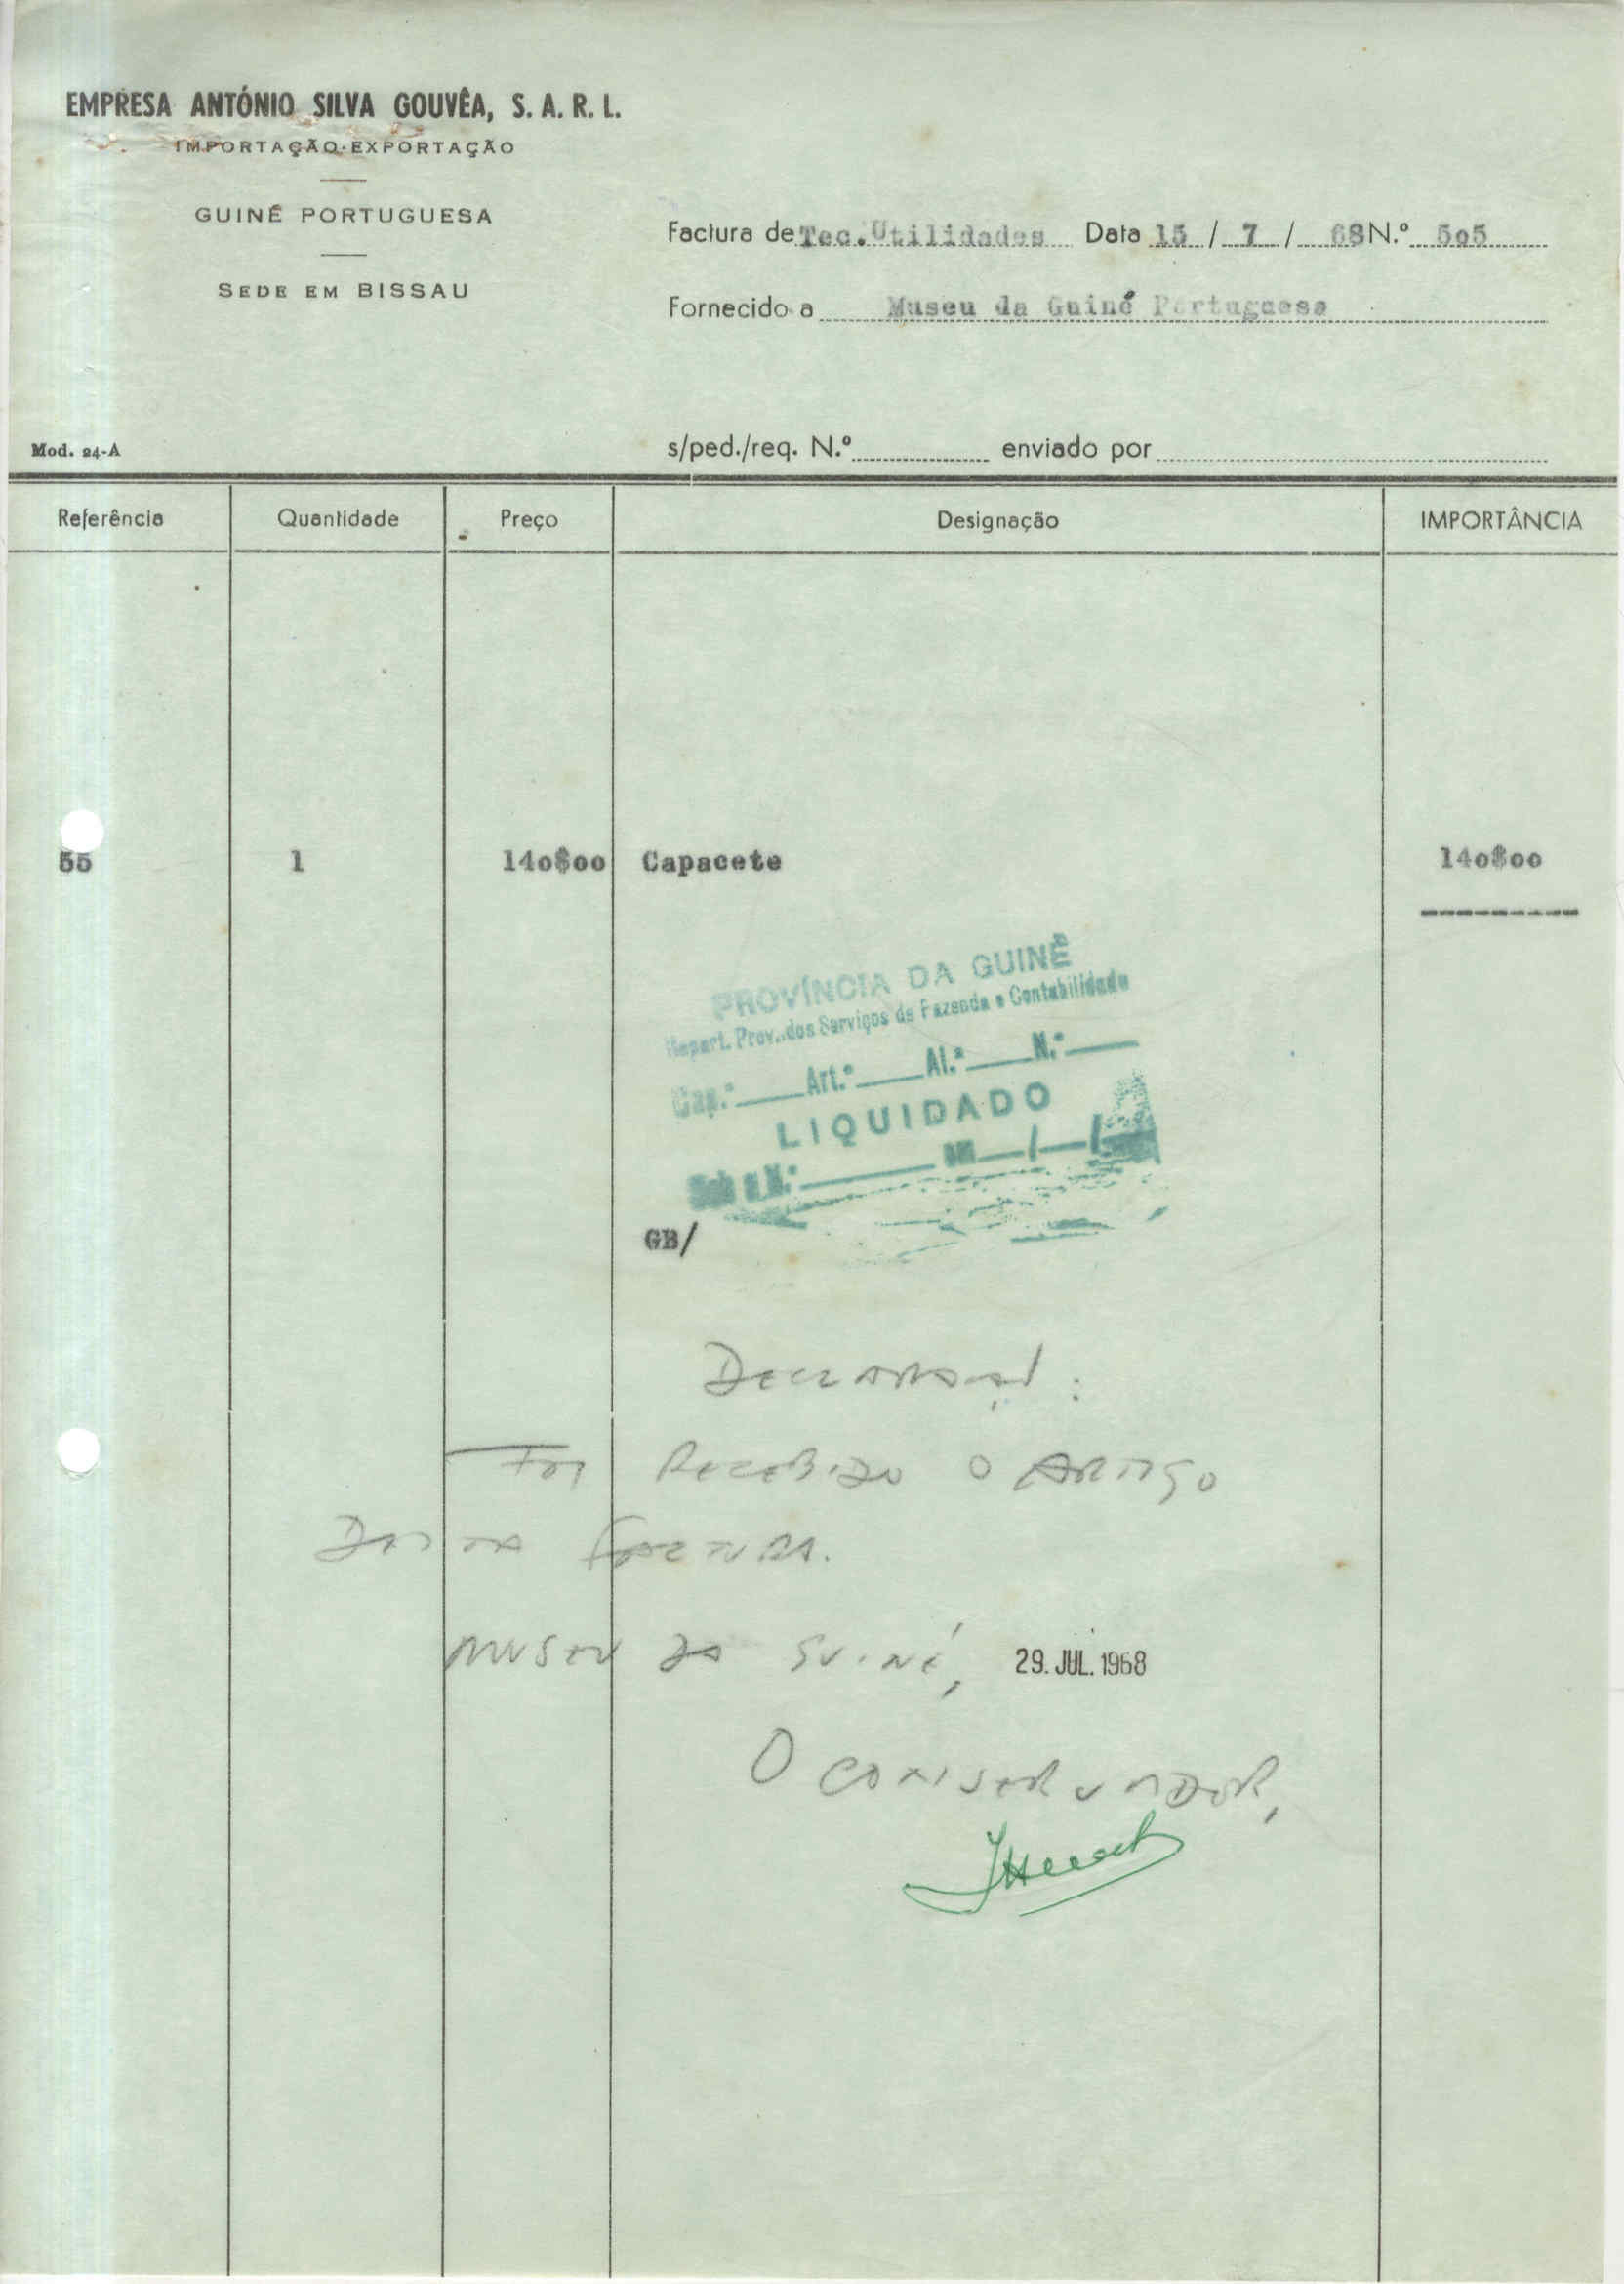 EMPRESA ANTÓNIO SILVA GOUVÊA, S. A. R. L.
IMPORTAÇÃO-EXPORTAÇÃO
GUINÉ PORTUGUESA
SEDE EM BISSAU
Factura de Tec. Utilidades Data 15 / 7 / 68 N.º 5o5
Fornecido a Museu da Guiné Portuguesa
Mod. 24-A
s/ped./req. N.º enviado por
Referência Quantidade Preço Designação IMPORTÂNCIA
55 1 14o$oo Capacete 14o$oo
PROVÍNCIA DA GUINÉ
Repart. Prov. dos Serviços de Fazenda e Contabilidade
Cap.º Art.º Al.ª N.º
LIQUIDADO
Sob o N.º em / /
GB/
Declaração:
Foi Recebido o Artigo
Desta Factura.
Museu da Guiné, 29. JUL. 1968
O Conservador,